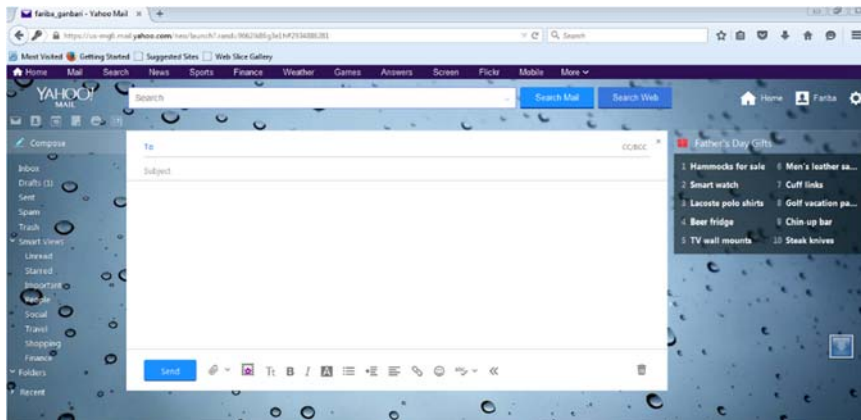 fariba_ganbari - Yahoo Mail
Search
Most Visited Getting Started Suggested Sites Web Slice Gallery
Home Mail Search News Sports Finance Weather Games Answers Screen Flickr Mobile More
YAHOO! MAIL
Search Search Mail Search Web Home Fariba
Compose
To CC/BCC
Subject
Inbox
Drafts (1)
Sent
Spam
Trash
Smart Views
Unread
Starred
Important
People
Social
Travel
Shopping
Finance
Folders
Recent
Send
Father's Day Gifts
1 Hammocks for sale
2 Smart watch
3 Lacoste polo shirts
4 Beer fridge
5 TV wall mounts
6 Men's leather sa...
7 Cuff links
8 Golf vacation pa...
9 Chin-up bar
10 Steak knives